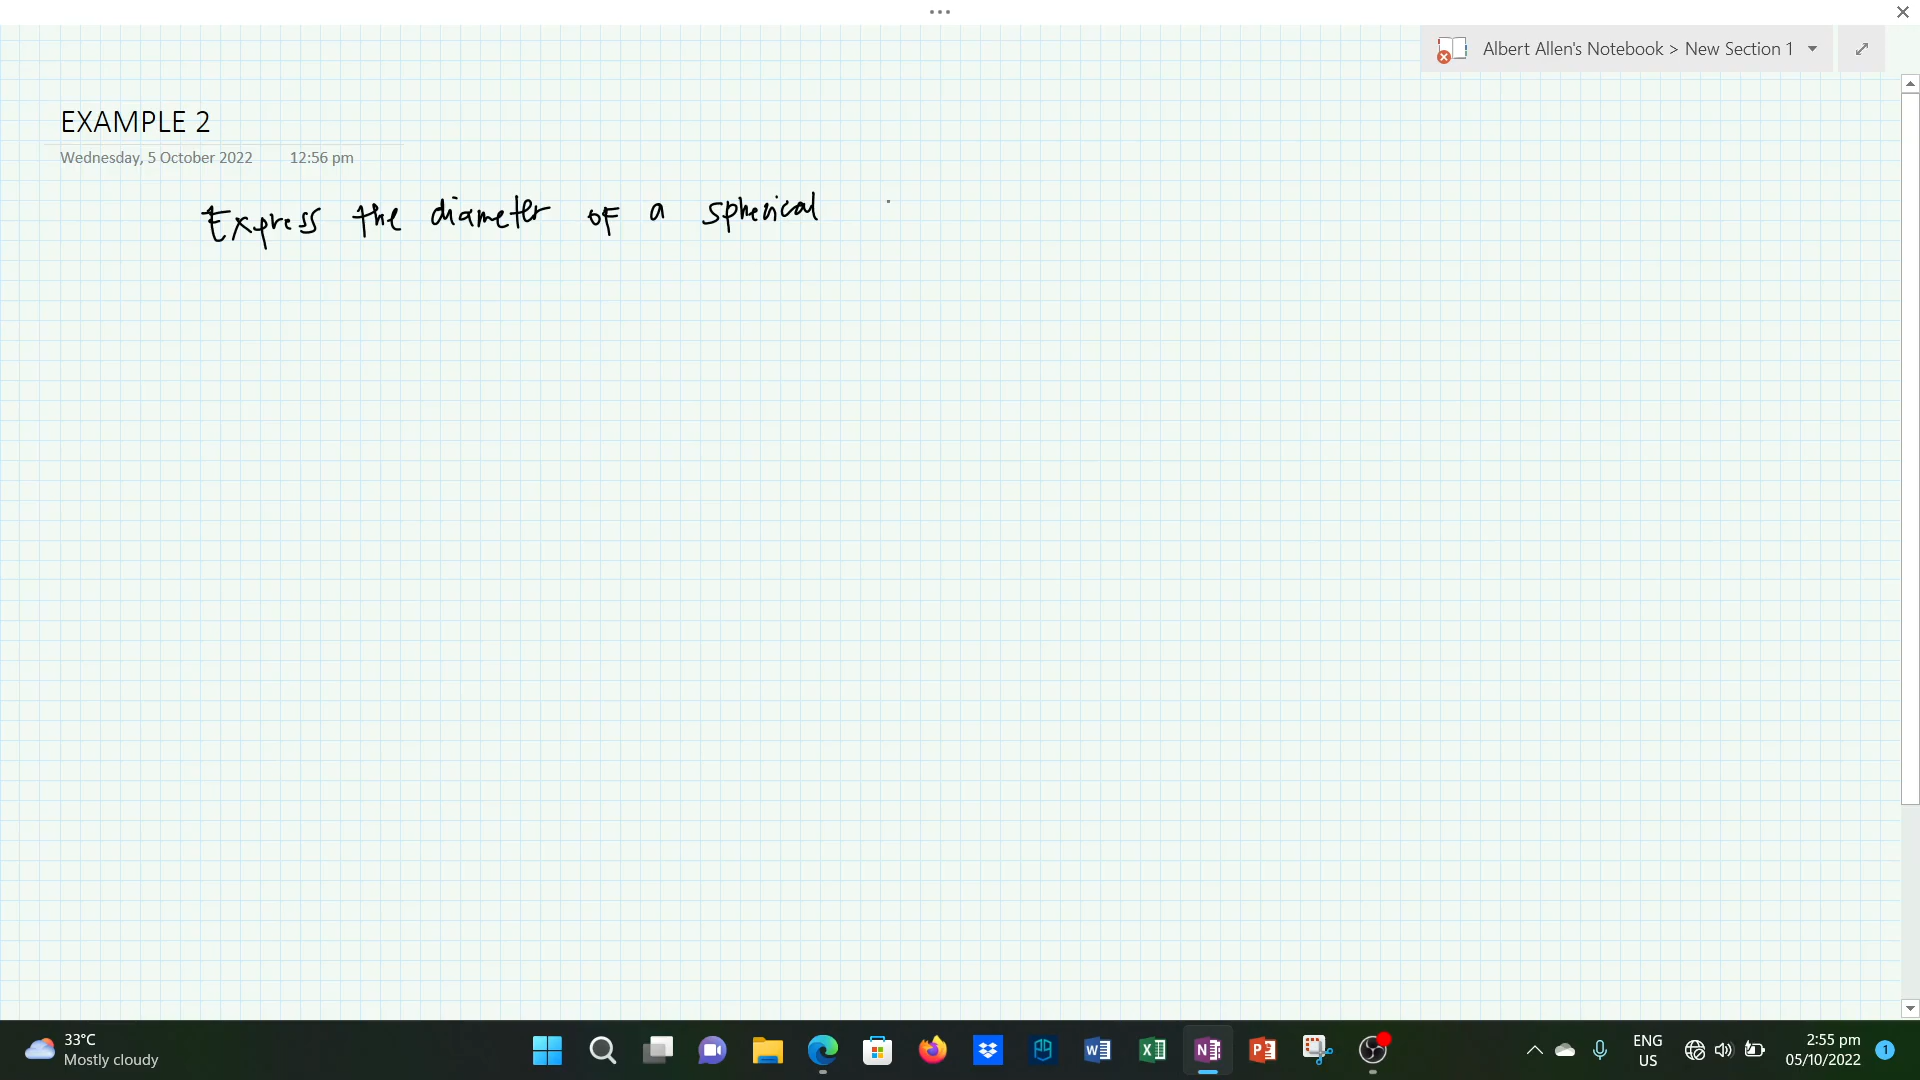 Albert Allen's Notebook > New Section 1
EXAMPLE 2
Wednesday, 5 October 2022 12:56 pm
Express the diameter of a spherical
33°C
Mostly cloudy
ENG
US
2:55 pm
05/10/2022
1